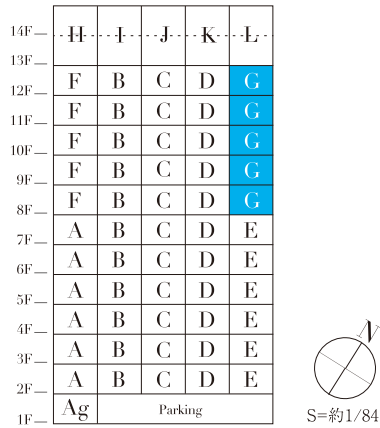 14F H I J K L
13F
12F F B C D G
11F F B C D G
10F F B C D G
9F F B C D G
8F F B C D G
7F A B C D E
6F A B C D E
5F A B C D E
4F A B C D E
3F A B C D E
2F A B C D E
1F Ag Parking
N
S=約1/84